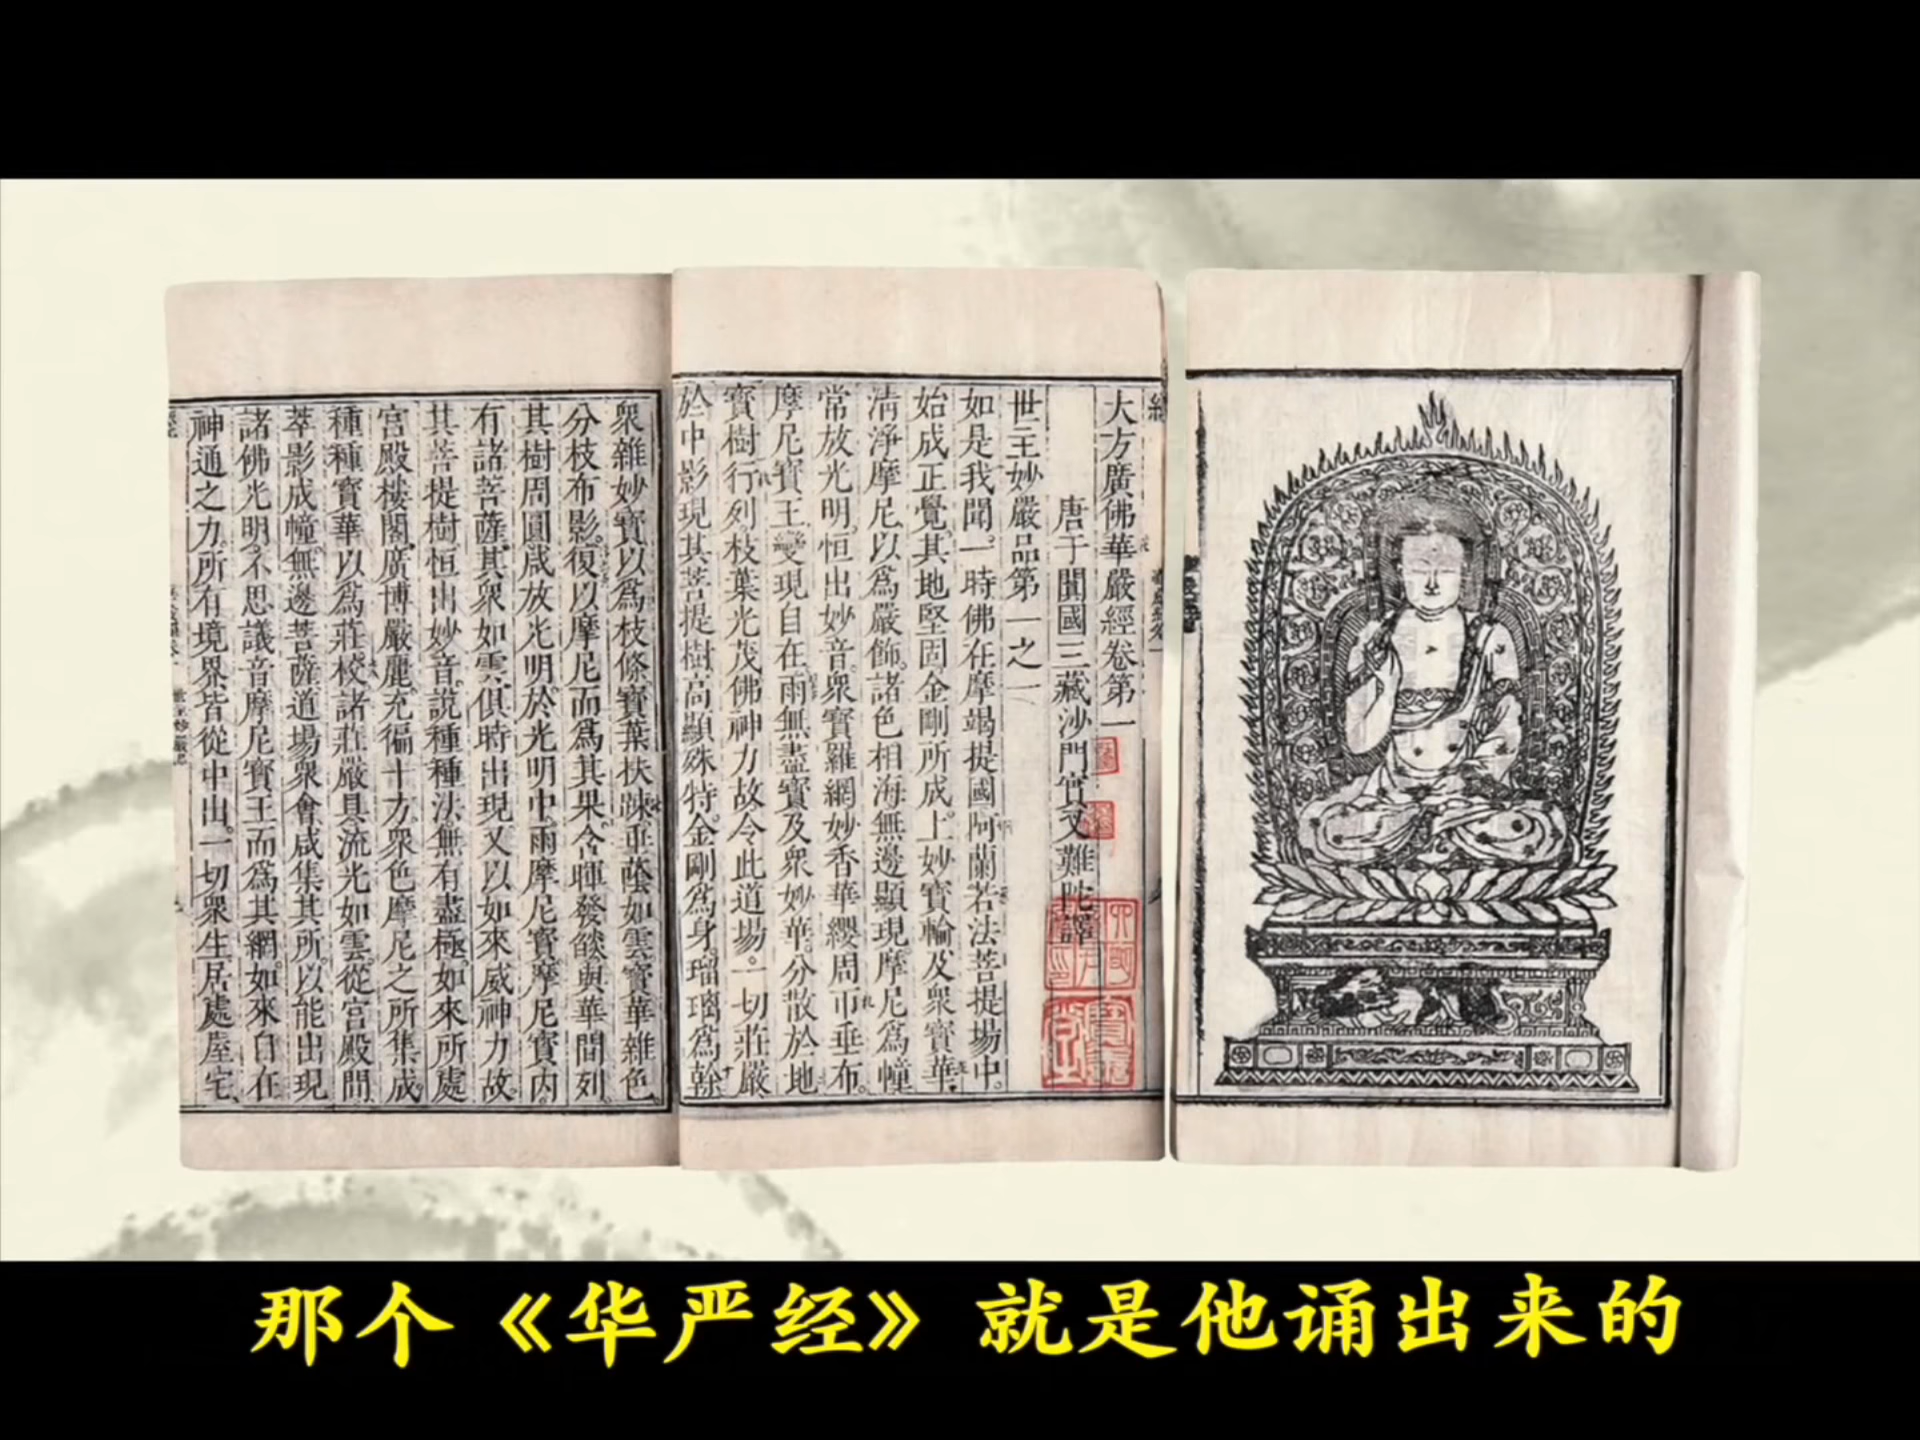 大方廣佛華嚴經卷第一
唐于闐國三藏沙門實叉難陀譯
世主妙嚴品第一之一
如是我聞。一時佛在摩竭提國阿蘭若法菩提場中。
始成正覺。其地堅固金剛所成。上妙寶輪及衆寶華。
清淨摩尼以爲嚴飾。諸色相海無邊顯現摩尼爲幢
常放光明。恒出妙音。衆寶羅網妙香華纓周帀垂布。
摩尼寶王變現自在。雨無盡寶及衆妙華。分散於地
寶樹行列枝葉光茂佛神力故令此道場。一切莊嚴
於中影現其菩提樹高顯殊特。金剛爲身。瑠璃爲榦
衆雜妙寶以爲枝條寶葉扶踈垂蔭如雲寶華雜色
分枝布影。復以摩尼而爲其果。含暉發燄與華間列
其樹周圓咸放光明。於光明中。雨摩尼寶。摩尼寶内
有諸菩薩。其衆如雲。俱時出現又以如來威神力故。
其菩提樹恒出妙音。說種種法。無有盡極。如來所處
宮殿樓閣。廣博嚴麗。充徧十方。衆色摩尼之所集成。
種種寶華以爲莊校。諸莊嚴具流光如雲。從宮殿間
萃影成幢。無邊菩薩道場衆會咸集其所。以能出現
諸佛光明。不思議音摩尼寶王而爲其網。如來自在
神通之力。所有境界皆從中出。一切衆生居處屋宅
那个《华严经》就是他诵出来的